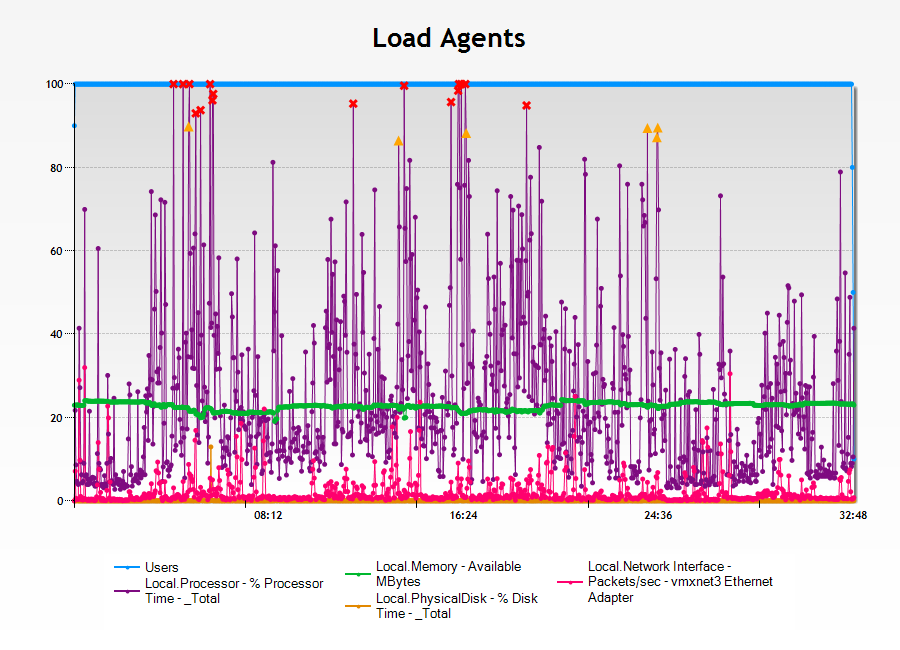 Load Agents
100
80
60
40
20
0
08:12
16:24
24:36
32:48
Users
Local.Processor - % Processor
Time - _Total
Local.Memory - Available
MBytes
Local.PhysicalDisk - % Disk
Time - _Total
Local.Network Interface -
Packets/sec - vmxnet3 Ethernet
Adapter